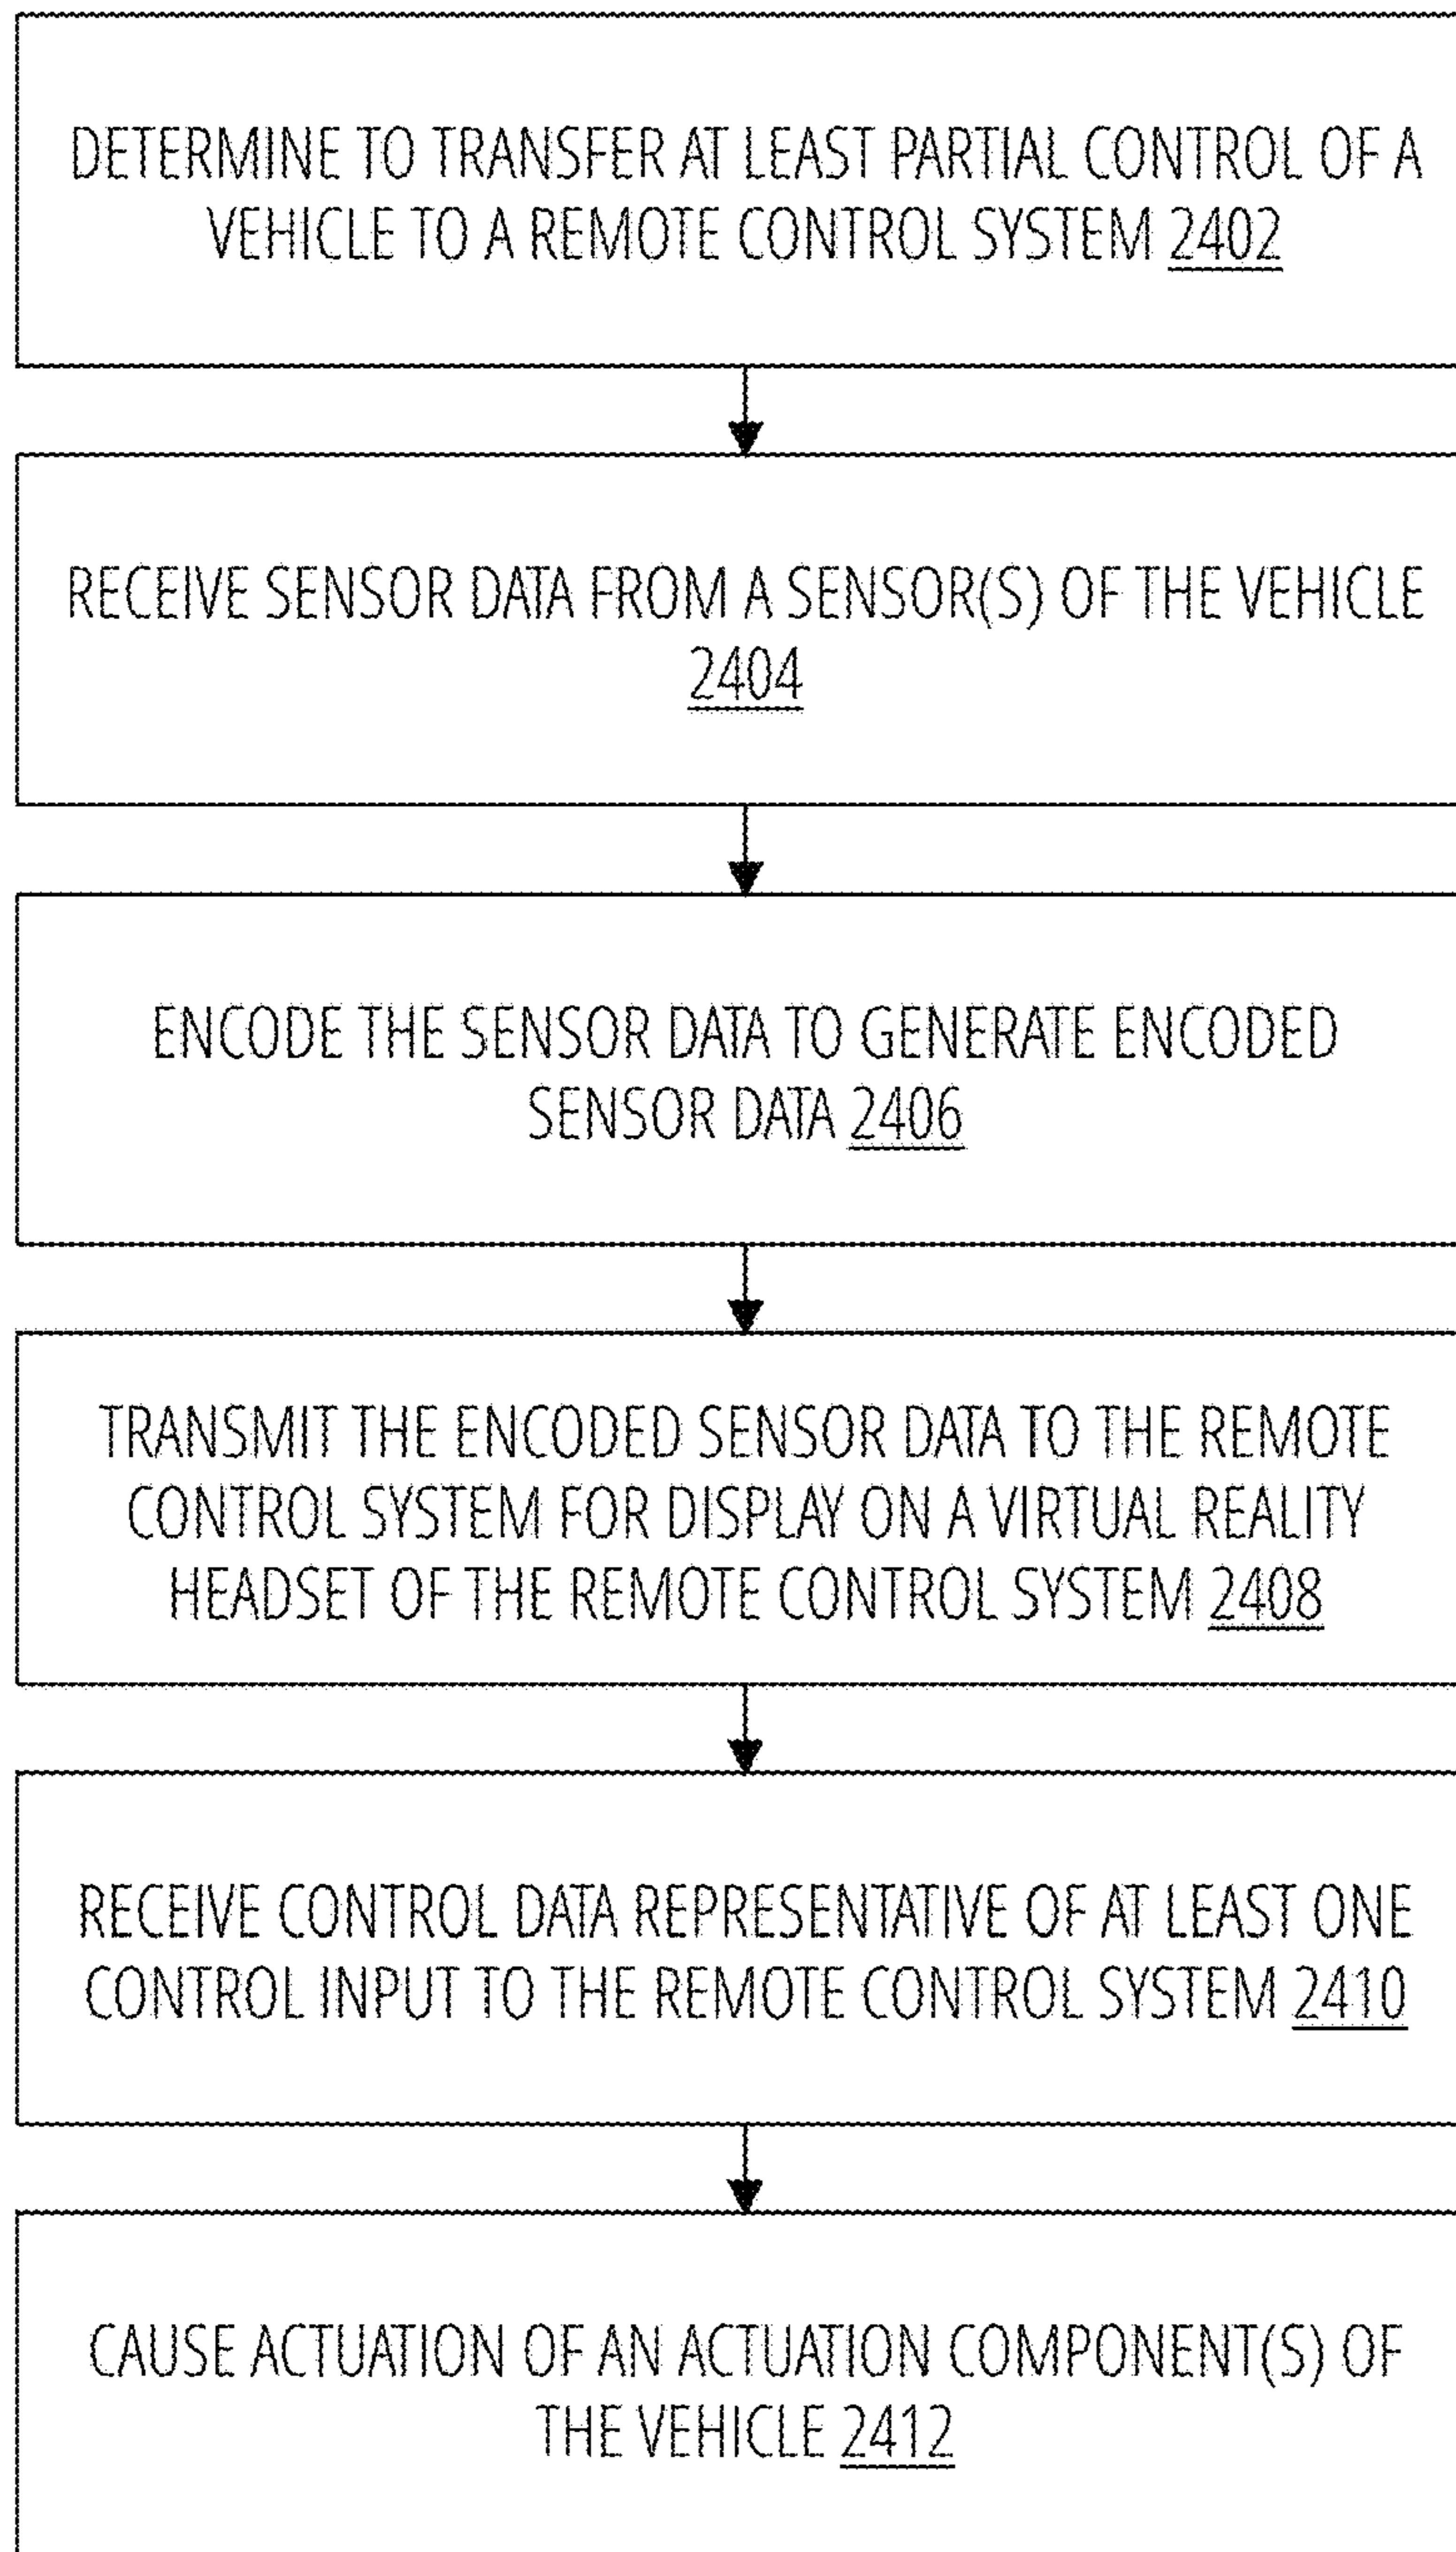 DETERMINE TO TRANSFER AT LEAST PARTIAL CONTROL OF A
VEHICLE TO A REMOTE CONTROL SYSTEM 2402
RECEIVE SENSOR DATA FROM A SENSOR(S) OF THE VEHICLE
2404
ENCODE THE SENSOR DATA TO GENERATE ENCODED
SENSOR DATA 2406
TRANSMIT THE ENCODED SENSOR DATA TO THE REMOTE
CONTROL SYSTEM FOR DISPLAY ON A VIRTUAL REALITY
HEADSET OF THE REMOTE CONTROL SYSTEM 2408
RECEIVE CONTROL DATA REPRESENTATIVE OF AT LEAST ONE
CONTROL INPUT TO THE REMOTE CONTROL SYSTEM 2410
CAUSE ACTUATION OF AN ACTUATION COMPONENT(S) OF
THE VEHICLE 2412